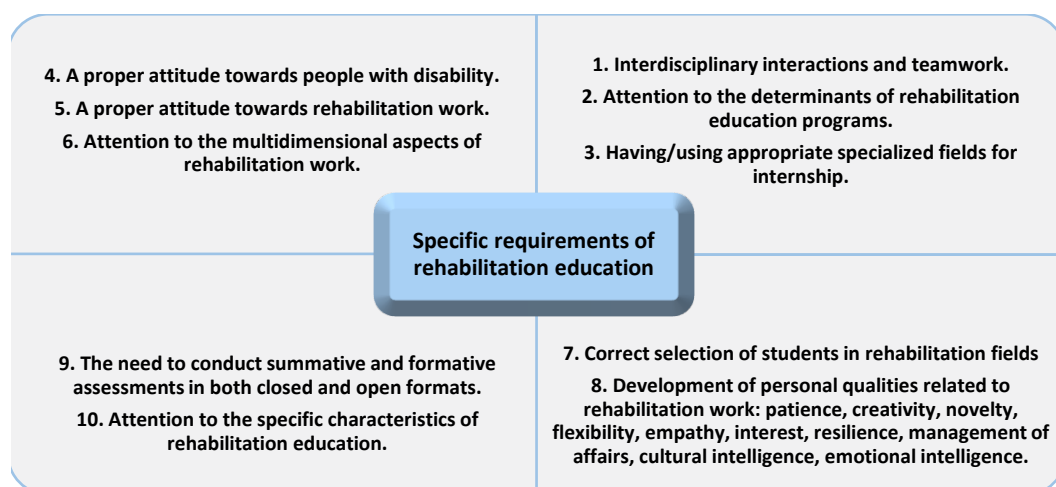 4. A proper attitude towards people with disability.
5. A proper attitude towards rehabilitation work.
6. Attention to the multidimensional aspects of
rehabilitation work.
1. Interdisciplinary interactions and teamwork.
2. Attention to the determinants of rehabilitation
education programs.
3. Having/using appropriate specialized fields for
internship.
Specific requirements of
rehabilitation education
9. The need to conduct summative and formative
assessments in both closed and open formats.
10. Attention to the specific characteristics of
rehabilitation education.
7. Correct selection of students in rehabilitation fields
8. Development of personal qualities related to
rehabilitation work: patience, creativity, novelty,
flexibility, empathy, interest, resilience, management of
affairs, cultural intelligence, emotional intelligence.